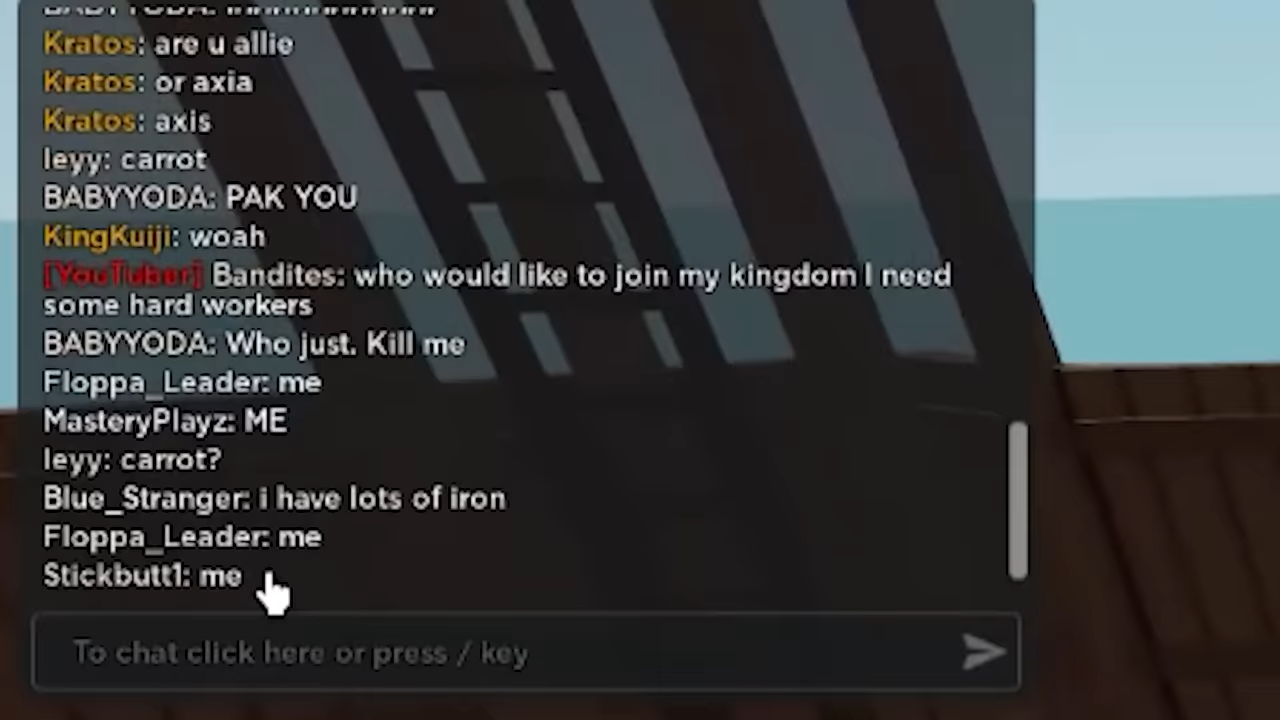 Kratos: are u allie
Kratos: or axia
Kratos: axis
leyy: carrot
BABYYODA: PAK YOU
KingKuiji: woah
[YouTuber] Bandites: who would like to join my kingdom I need
some hard workers
BABYYODA: Who just. Kill me
Floppa_Leader: me
MasteryPlayz: ME
leyy: carrot?
Blue_Stranger: i have lots of iron
Floppa_Leader: me
Stickbutt1: me
To chat click here or press / key